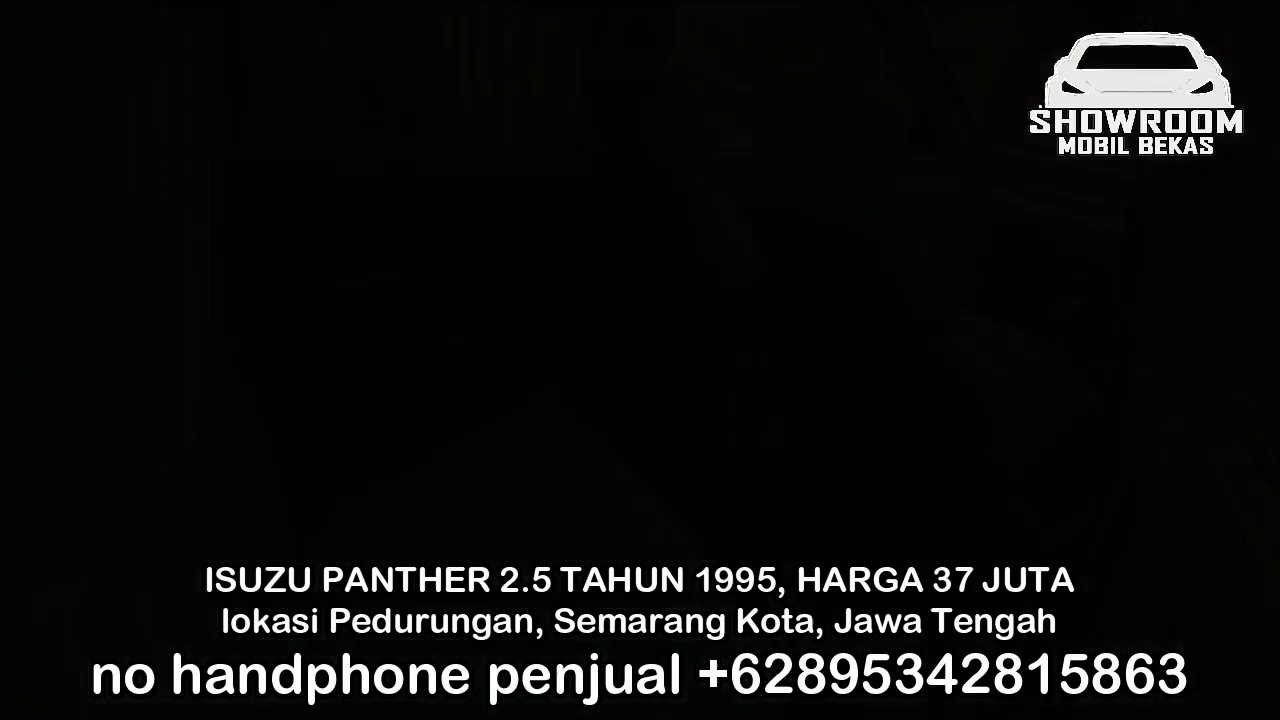 SHOWROOM
MOBIL BEKAS
ISUZU PANTHER 2.5 TAHUN 1995, HARGA 37 JUTA
lokasi Pedurungan, Semarang Kota, Jawa Tengah
no handphone penjual +62895342815863